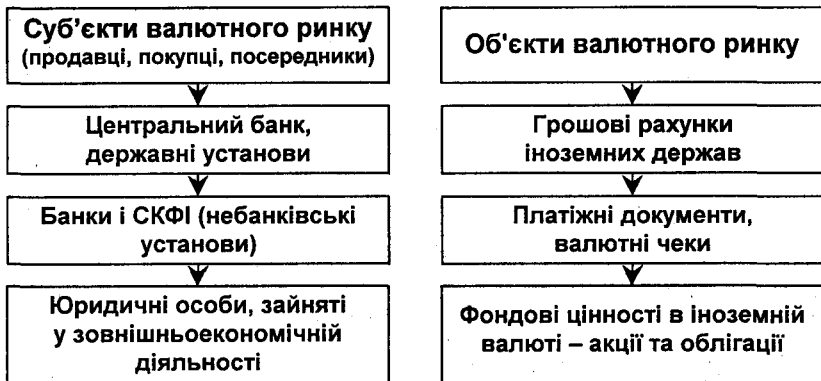 Суб’єкти валютного ринку
(продавці, покупці, посередники)
Центральний банк,
державні установи
Банки і СКФІ (небанківські
установи)
Юридичні особи, зайняті
у зовнішньоекономічній
діяльності
Об'єкти валютного ринку
Грошові рахунки
іноземних держав
Платіжні документи,
валютні чеки
Фондові цінності в іноземній
валюті – акції та облігації